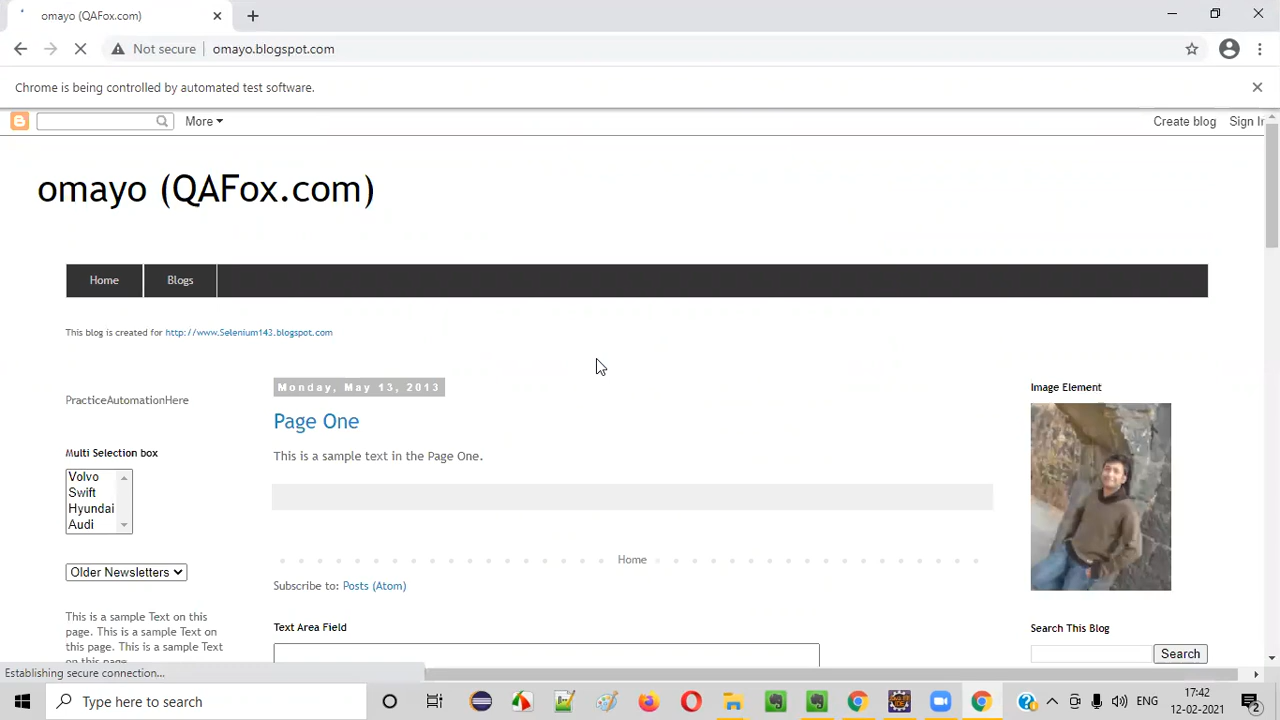 omayo (QAFox.com)
Not secure
omayo.blogspot.com
Chrome is being controlled by automated test software.
More
Create blog
Sign In
omayo (QAFox.com)
Home
Blogs
This blog is created for http://www.Selenium143.blogspot.com
PracticeAutomationHere
Multi Selection box
Volvo
Swift
Hyundai
Audi
Older Newsletters
This is a sample Text on this
page. This is a sample Text on
this page. This is a sample Text
on this page
Monday, May 13, 2013
Page One
This is a sample text in the Page One.
Home
Subscribe to: Posts (Atom)
Text Area Field
Image Element
Search This Blog
Search
Establishing secure connection...
Type here to search
ENG
17:42
12-02-2021
2